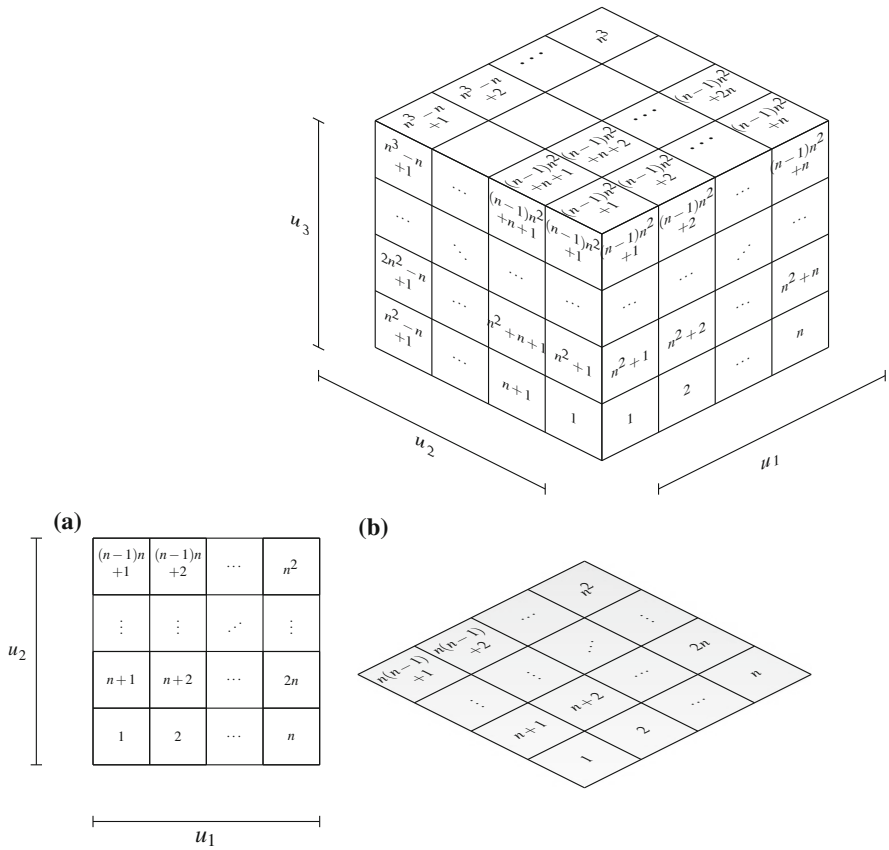 n³
n³ − n +2 ···
n³ − n +1
(n−1)n² +2n
··· (n−1)n² +n
(n−1)n² +n+2 ···
(n−1)n² +n+1 (n−1)n² +2
(n−1)n² +1
n³ − n +1 ··· (n−1)n² +n+1 (n−1)n² +1 (n−1)n² +1 (n−1)n² +2 ··· (n−1)n² +n
u₃
··· ⋱ ··· ··· ··· ··· ⋰ ···
2n² − n +1 ··· n² + n + 1 n² + 1 n² + 1 n² + 2 ··· n² + n
n² − n +1 ··· n + 1 1 1 2 ··· n
u₂ u₁
(a) (b)
(n−1)n +1 (n−1)n +2 ··· n²
⋮ ⋮ ⋰ ⋮
u₂
n + 1 n + 2 ··· 2n
1 2 ··· n
u₁
n(n−1) +1 n(n−1) +2 ··· n²
⋮ ⋮ ⋰ ⋮
n + 1 n + 2 ··· 2n
1 2 ··· n